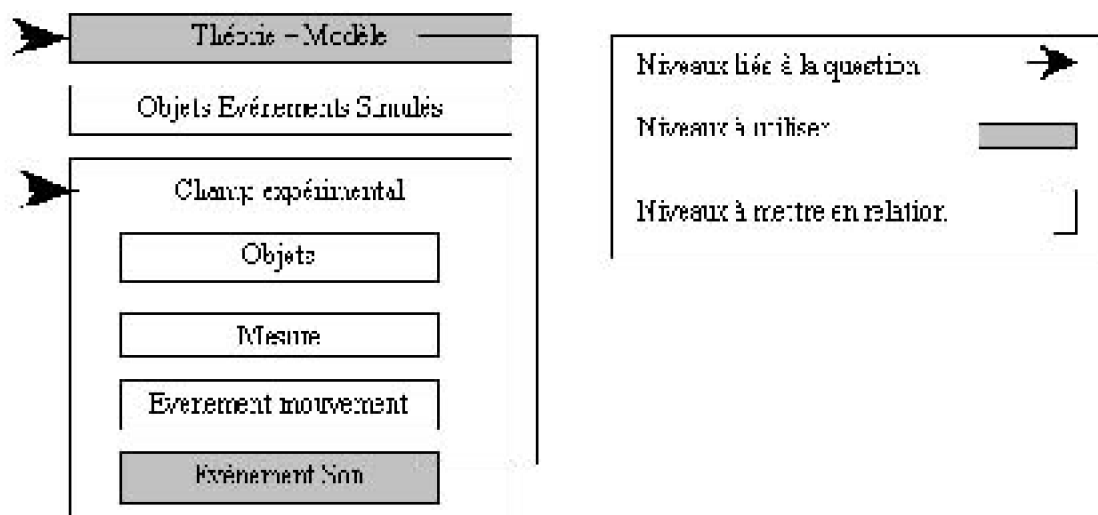 Théorie – Modèle
Objets Evénements Simulés
Champ expérimental
Objets
Mesure
Evenement mouvement
Evénement Son
Niveaux liés à la question
Niveaux à utiliser
Niveaux à mettre en relation